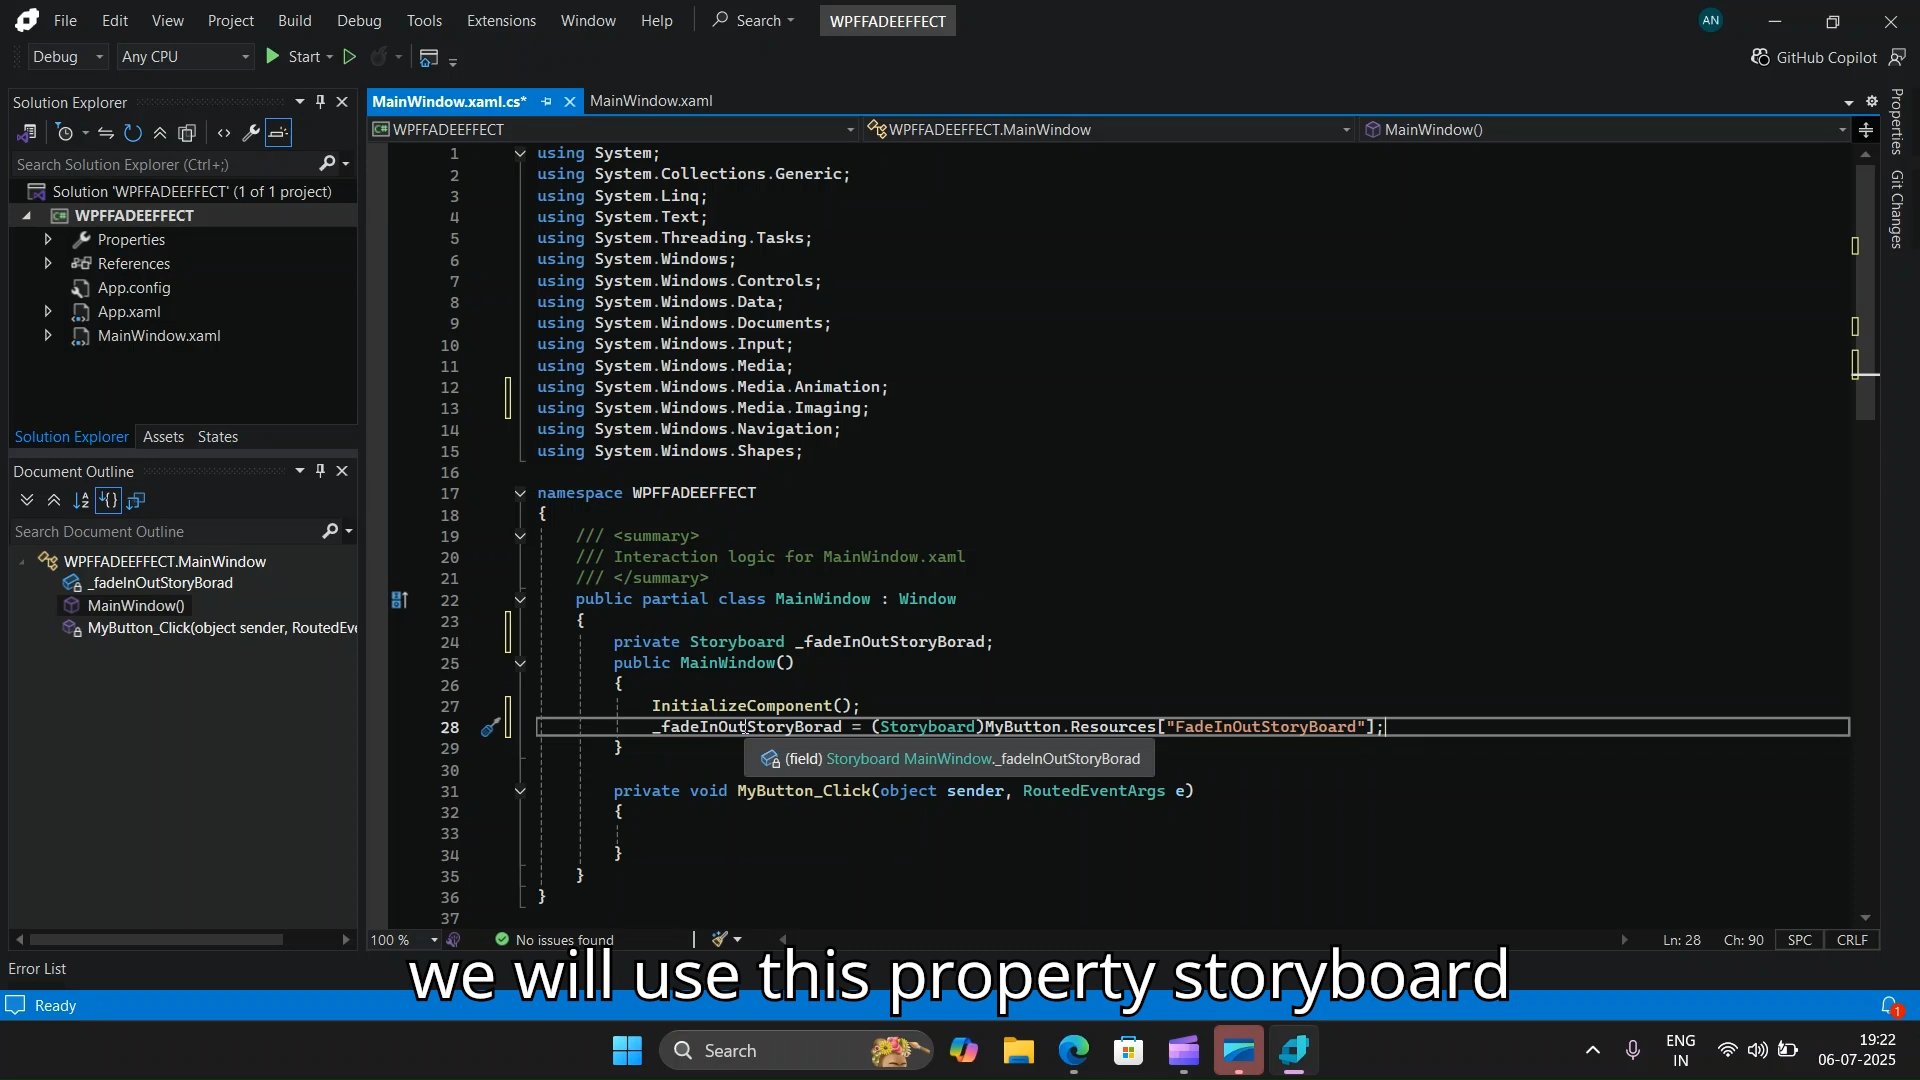 File Edit View Project Build Debug Tools Extensions Window Help Search WPFFADEEFFECT AN
Debug Any CPU Start GitHub Copilot
Solution Explorer
Search Solution Explorer (Ctrl+;)
Solution 'WPFFADEEFFECT' (1 of 1 project)
WPFFADEEFFECT
Properties
References
App.config
App.xaml
MainWindow.xaml
Solution Explorer Assets States
Document Outline
Search Document Outline
WPFFADEEFFECT.MainWindow
_fadeInOutStoryBorad
MainWindow()
MyButton_Click(object sender, RoutedEve
MainWindow.xaml.cs* MainWindow.xaml
WPFFADEEFFECT WPFFADEEFFECT.MainWindow MainWindow()
1 using System;
2 using System.Collections.Generic;
3 using System.Linq;
4 using System.Text;
5 using System.Threading.Tasks;
6 using System.Windows;
7 using System.Windows.Controls;
8 using System.Windows.Data;
9 using System.Windows.Documents;
10 using System.Windows.Input;
11 using System.Windows.Media;
12 using System.Windows.Media.Animation;
13 using System.Windows.Media.Imaging;
14 using System.Windows.Navigation;
15 using System.Windows.Shapes;
16
17 namespace WPFFADEEFFECT
18 {
19 /// <summary>
20 /// Interaction logic for MainWindow.xaml
21 /// </summary>
22 public partial class MainWindow : Window
23 {
24 private Storyboard _fadeInOutStoryBorad;
25 public MainWindow()
26 {
27 InitializeComponent();
28 _fadeInOutStoryBorad = (Storyboard)MyButton.Resources["FadeInOutStoryBoard"];
29 }
(field) Storyboard MainWindow._fadeInOutStoryBorad
30
31 private void MyButton_Click(object sender, RoutedEventArgs e)
32 {
33
34 }
35 }
36 }
37
100 % No issues found Ln: 28 Ch: 90 SPC CRLF
Properties
Git Changes
Error List
we will use this property storyboard
Ready 1
Search
ENG
IN
19:22
06-07-2025